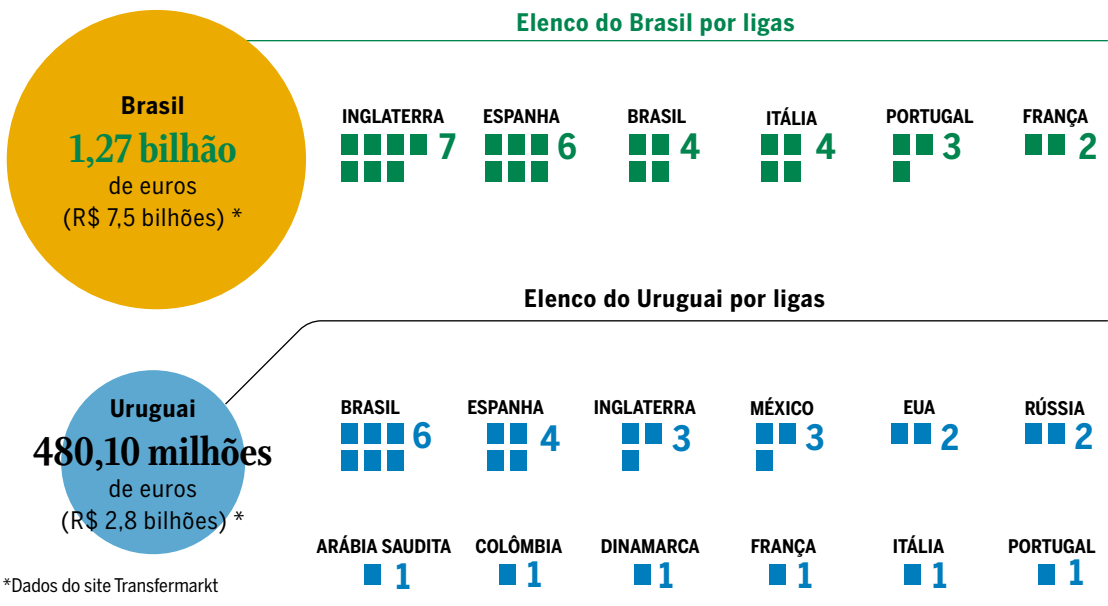 Elenco do Brasil por ligas
Brasil
1,27 bilhão
de euros
(R$ 7,5 bilhões) *
INGLATERRA ESPANHA BRASIL ITÁLIA PORTUGAL FRANÇA
7 6 4 4 3 2
Elenco do Uruguai por ligas
Uruguai
480,10 milhões
de euros
(R$ 2,8 bilhões) *
BRASIL ESPANHA INGLATERRA MÉXICO EUA RÚSSIA
6 4 3 3 2 2
ARÁBIA SAUDITA COLÔMBIA DINAMARCA FRANÇA ITÁLIA PORTUGAL
1 1 1 1 1 1
*Dados do site Transfermarkt